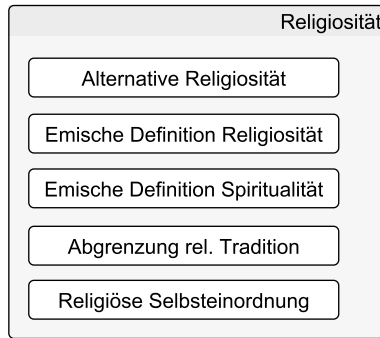 Religiosität
Alternative Religiosität
Emische Definition Religiosität
Emische Definition Spiritualität
Abgrenzung rel. Tradition
Religiöse Selbsteinordnung